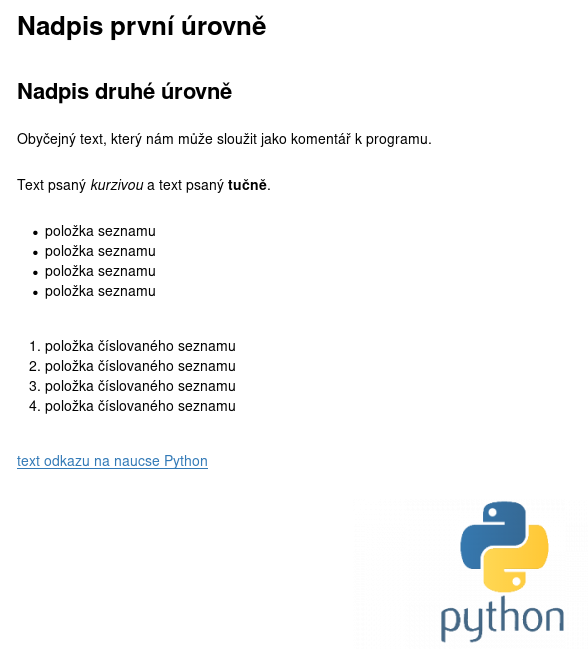 Nadpis první úrovně
Nadpis druhé úrovně
Obyčejný text, který nám může sloužit jako komentář k programu.
Text psaný kurzivou a text psaný tučně.
• položka seznamu
• položka seznamu
• položka seznamu
• položka seznamu
1. položka číslovaného seznamu
2. položka číslovaného seznamu
3. položka číslovaného seznamu
4. položka číslovaného seznamu
text odkazu na naucse Python
python